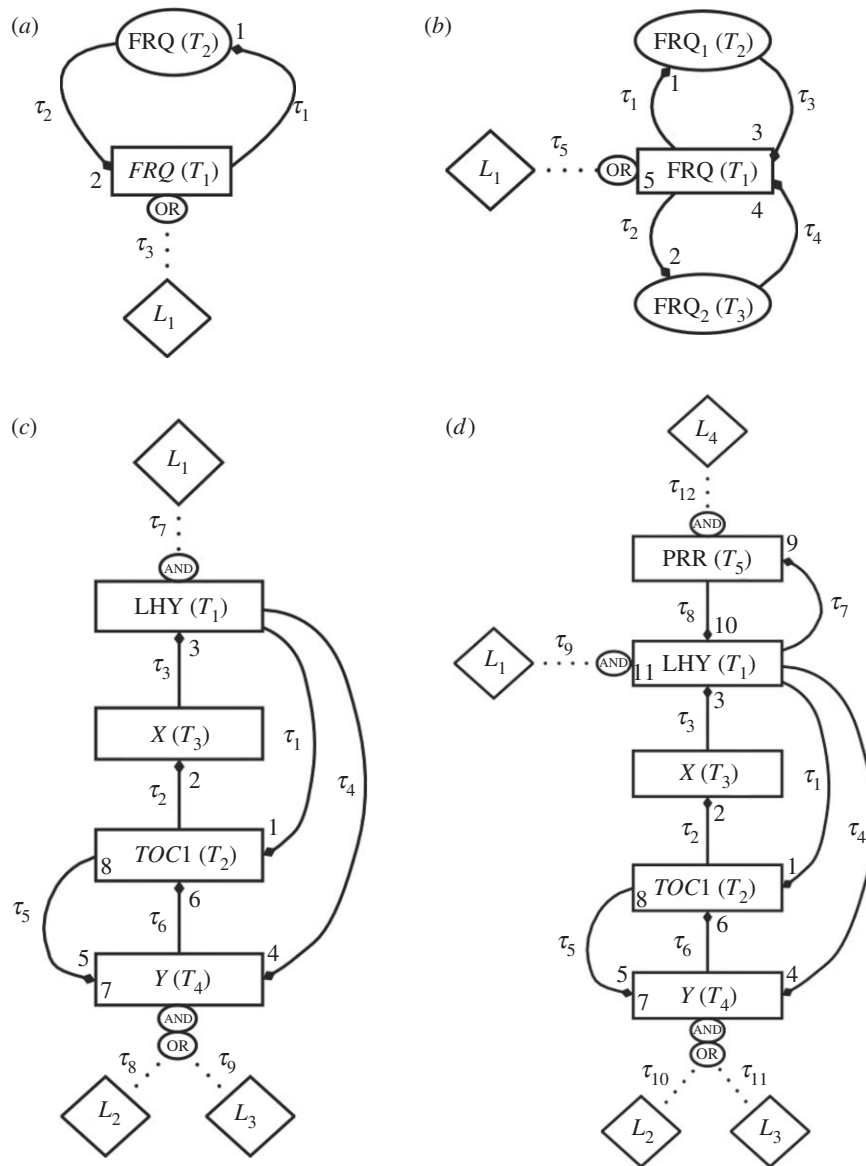 (a)
FRQ (T₂)
1
τ₂
τ₁
FRQ (T₁)
2
OR
τ₃
L₁
(b)
FRQ₁ (T₂)
1
τ₁
τ₃
3
L₁
τ₅
OR
5
FRQ (T₁)
4
τ₂
τ₄
2
FRQ₂ (T₃)
(c)
L₁
τ₇
AND
LHY (T₁)
3
τ₃
X (T₃)
τ₁
τ₄
2
τ₂
1
TOC1 (T₂)
8
6
τ₅
τ₆
5
4
Y (T₄)
7
AND
OR
τ₈
τ₉
L₂
L₃
(d)
L₄
τ₁₂
AND
9
PRR (T₅)
τ₈
τ₇
10
L₁
τ₉
AND
11
LHY (T₁)
3
τ₃
X (T₃)
τ₁
τ₄
2
τ₂
1
TOC1 (T₂)
8
6
τ₅
τ₆
5
4
Y (T₄)
7
AND
OR
τ₁₀
τ₁₁
L₂
L₃